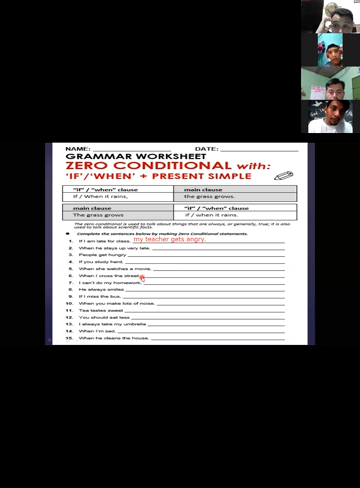 NAME: DATE:
GRAMMAR WORKSHEET
ZERO CONDITIONAL with:
'IF'/'WHEN' + PRESENT SIMPLE
"IF" / "when" clause main clause
If / When it rains, the grass grows.
main clause "IF" / "when" clause
The grass grows if / when it rains.
The zero conditional is used to talk about things that are always, or generally, true; it is also
used to talk about scientific facts.
Complete the sentences below by making Zero Conditional statements.
1. If I am late for class, my teacher gets angry.
2. When he stays up very late,
3. People get hungry
4. If you study hard,
5. When she watches a movie,
6. When I cross the street,
7. I can't do my homework,
8. He always smiles
9. If I miss the bus,
10. When you make lots of noise,
11. Tea tastes sweet
12. You should eat less
13. I always take my umbrella
14. When I'm sad,
15. When he cleans the house,